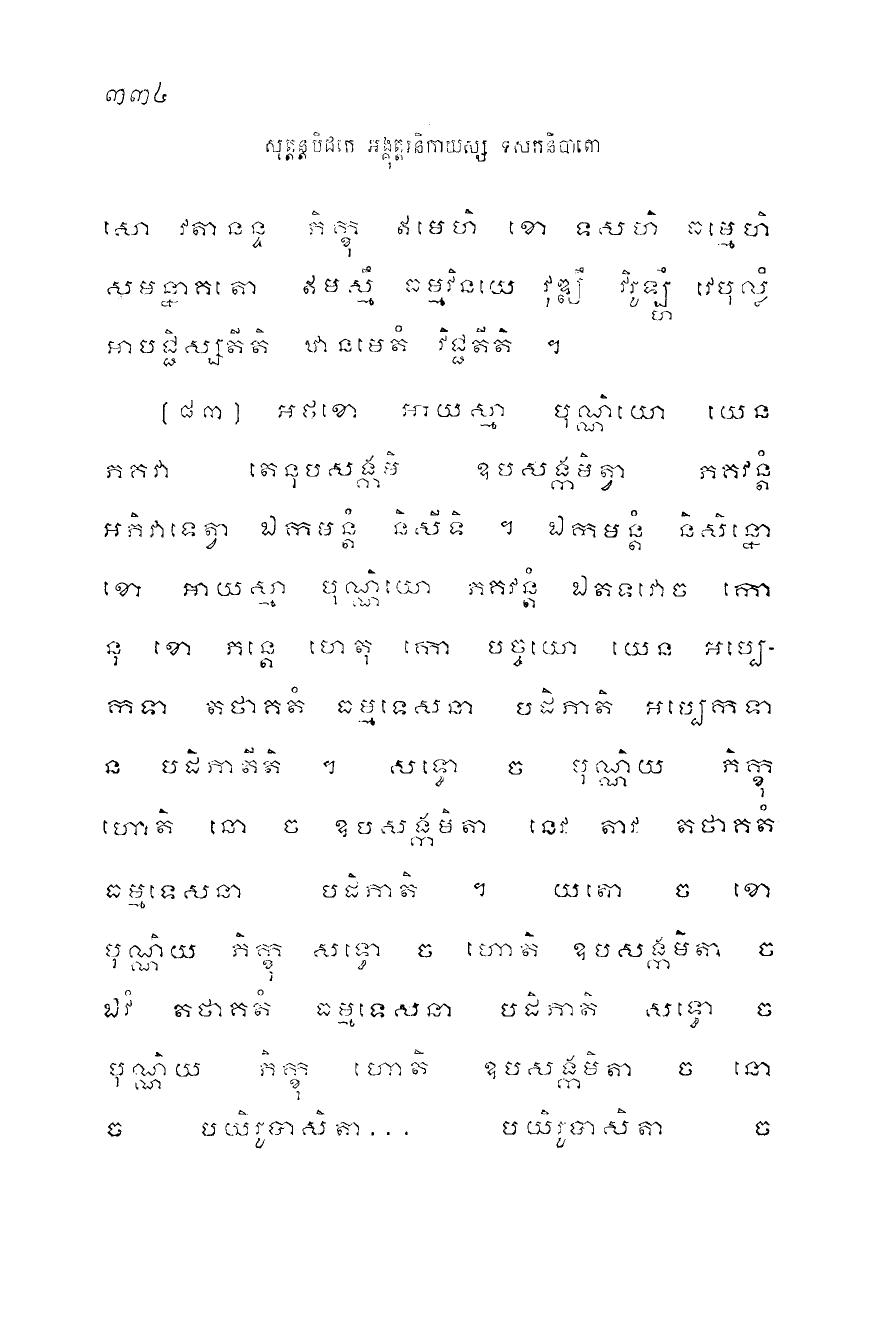 ៣៣៤
សុត្តន្តបិដកេ អង្គុត្តរនិកាយស្ស ទសកនិបាតោ
សោ វតានន្ទ ភិក្ខុ ឥមេហិ ខោ ទសហិ ធម្មេហិ
សមន្នាគតោ ឥមស្មឹ ធម្មវិនយេ វុឌ្ឍឹ វិរូឡ្ហឹ វេបុល្លំ
អាបជ្ជិស្សតីតិ ឋានមេតំ វិជ្ជតីតិ ។
[៨៣] អថខោ អាយស្មា បុណ្ណិយោ យេន
ភគវា តេនុបសង្កមិ ឧបសង្កមិត្វា ភគវន្តំ
អភិវាទេត្វា ឯកមន្តំ និសីទិ ។ ឯកមន្តំ និសិន្នោ
ខោ អាយស្មា បុណ្ណិយោ ភគវន្តំ ឯតទវោច កោ
នុ ខោ ភន្តេ ហេតុ កោ បច្ចយោ យេន អប្បេ-
កទា តថាគតំ ធម្មទេសនា បដិភាតិ អប្បេកទា
ន បដិភាតីតិ ។ សទ្ធោ ច បុណ្ណិយ ភិក្ខុ
ហោតិ នោ ច ឧបសង្កមិតា នេវ តាវ តថាគតំ
ធម្មទេសនា បដិភាតិ ។ យតោ ច ខោ
បុណ្ណិយ ភិក្ខុ សទ្ធោ ច ហោតិ ឧបសង្កមិតា ច
ឯវំ តថាគតំ ធម្មទេសនា បដិភាតិ សទ្ធោ ច
បុណ្ណិយ ភិក្ខុ ហោតិ ឧបសង្កមិតា ច នោ
ច បយិរុបាសិតា... បយិរុបាសិតា ច